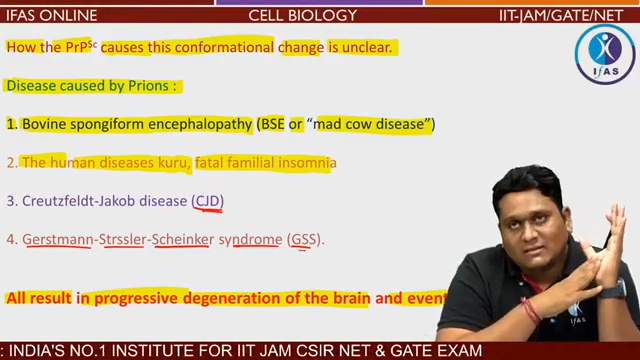 IFAS ONLINE
CELL BIOLOGY
IIT-JAM/GATE/NET
How the PrPSc causes this conformational change is unclear.
Disease caused by Prions :
IFAS
1. Bovine spongiform encephalopathy (BSE or "mad cow disease")
2. The human diseases kuru, fatal familial insomnia
3. Creutzfeldt-Jakob disease (CJD)
4. Gerstmann-Strssler-Scheinker syndrome (GSS).
All result in progressive degeneration of the brain and event
: INDIA'S NO.1 INSTITUTE FOR IIT JAM CSIR NET & GATE EXAM